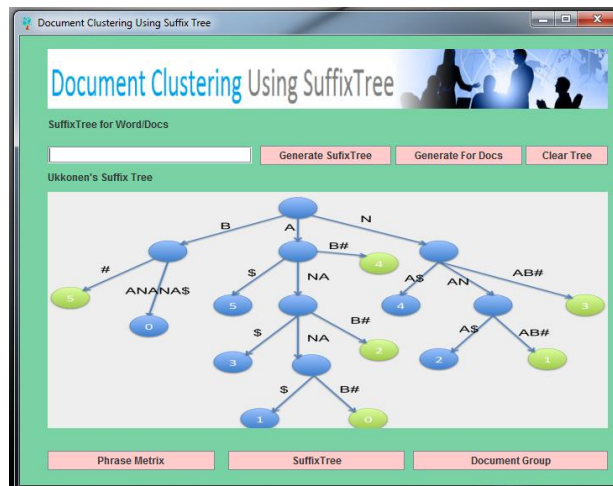 Document Clustering Using Suffix Tree
Document Clustering Using SuffixTree
SuffixTree for Word/Docs
Generate SufixTree Generate For Docs Clear Tree
Ukkonen's Suffix Tree
B A N
# ANANA$ $ NA B# 4 A$ AN AB#
5 0 5 4 3
$ NA B# A$ AB#
3 2 2 1
$ B#
1 0
Phrase Metrix SuffixTree Document Group